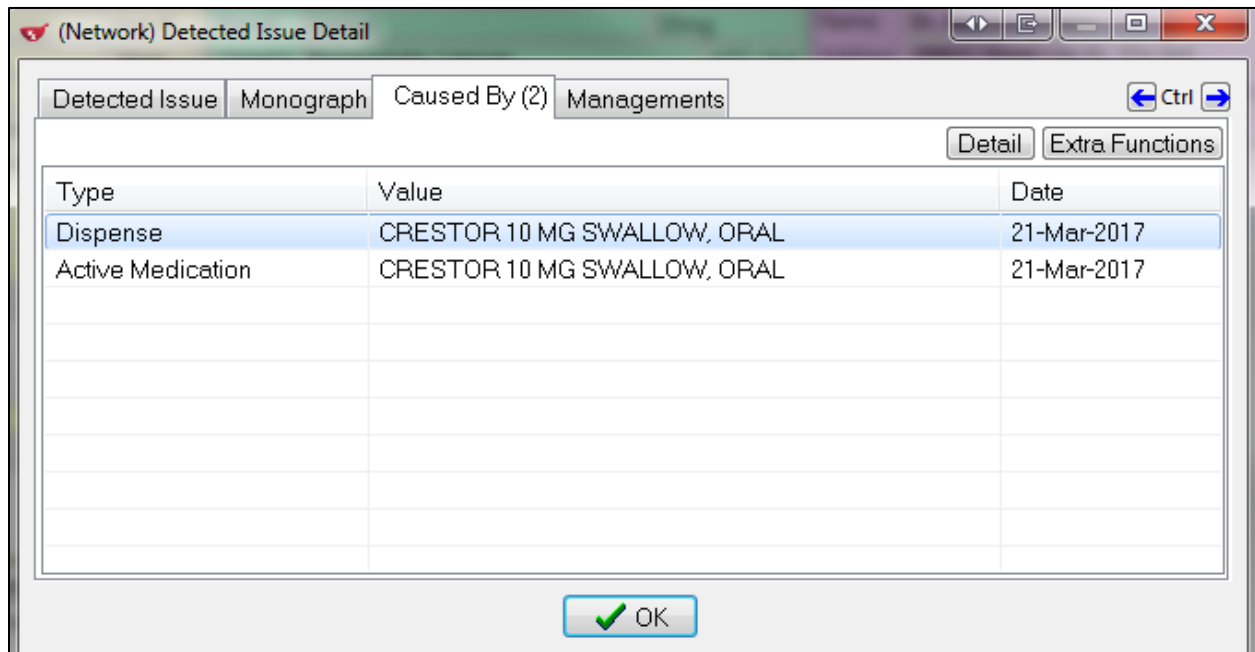 (Network) Detected Issue Detail
Detected Issue Monograph Caused By (2) Managements Ctrl
Detail Extra Functions
Type Value Date
Dispense CRESTOR 10 MG SWALLOW, ORAL 21-Mar-2017
Active Medication CRESTOR 10 MG SWALLOW, ORAL 21-Mar-2017
OK